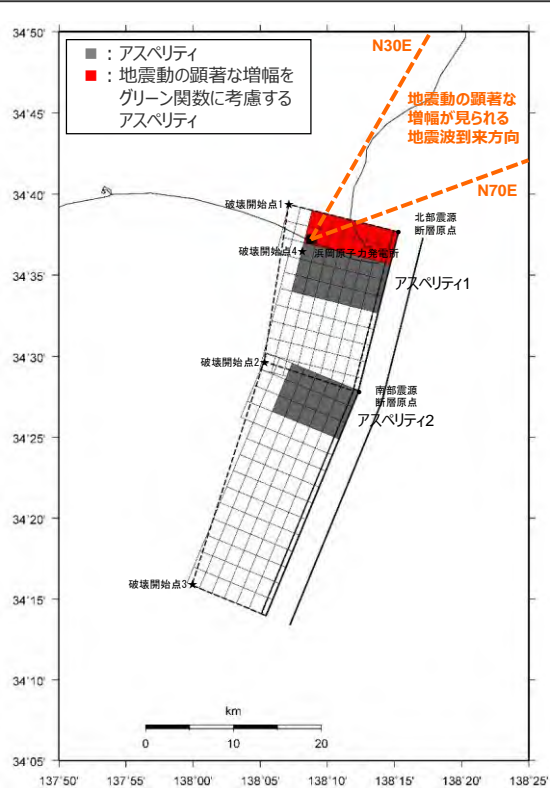 ■ : アスペリティ
■ : 地震動の顕著な増幅を
グリーン関数に考慮する
アスペリティ
N30E
地震動の顕著な
増幅が見られる
地震波到来方向
N70E
破壊開始点1
北部震源
断層原点
破壊開始点4
浜岡原子力発電所
アスペリティ1
破壊開始点2
南部震源
断層原点
アスペリティ2
破壊開始点3
km
0 10 20
34°50'
34°45'
34°40'
34°35'
34°30'
34°25'
34°20'
34°15'
34°10'
34°05'
137°50' 137°55' 138°00' 138°05' 138°10' 138°15' 138°20' 138°25'